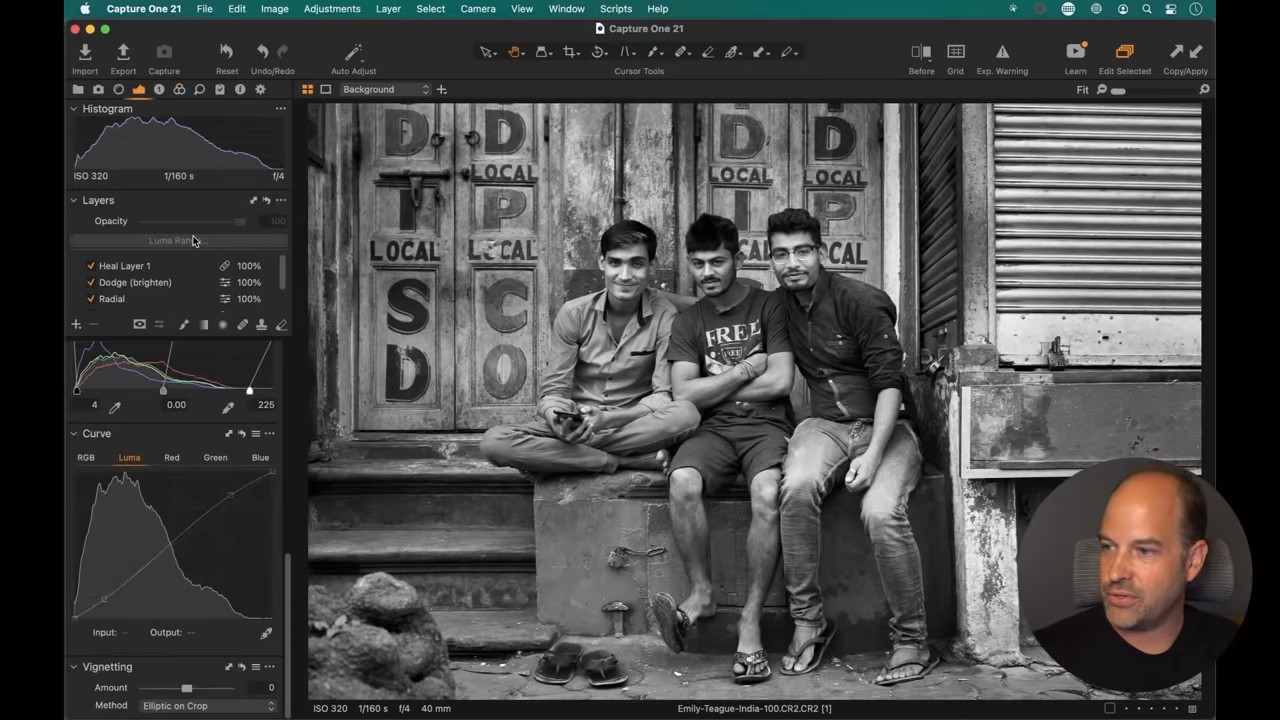 Capture One 21 File Edit Image Adjustments Layer Select Camera View Window Scripts Help
Capture One 21
Import Export Capture Reset Undo/Redo Auto Adjust Cursor Tools Before Grid Exp. Warning Learn Edit Selected Copy/Apply
Background Fit
Histogram
ISO 320 1/160 s f/4
Layers
Opacity 100
Luma Ran
Heal Layer 1 100%
Dodge (brighten) 100%
Radial 100%
4 0.00 225
Curve
RGB Luma Red Green Blue
Input: -- Output: --
Vignetting
Amount 0
Method Elliptic on Crop
D D D D
LOCAL LOCAL LOCAL
T P I P
LOCAL LOCAL
S C
D O
FREE
FREE
ISO 320 1/160 s f/4 40 mm Emily-Teague-India-100.CR2.CR2 [1]